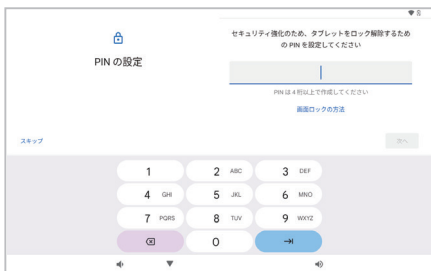 PIN の設定
セキュリティ強化のため、タブレットをロック解除するため
の PIN を設定してください
PIN は 4 桁以上で作成してください
画面ロックの方法
スキップ
次へ
1
2 ABC
3 DEF
4 GHI
5 JKL
6 MNO
7 PQRS
8 TUV
9 WXYZ
0